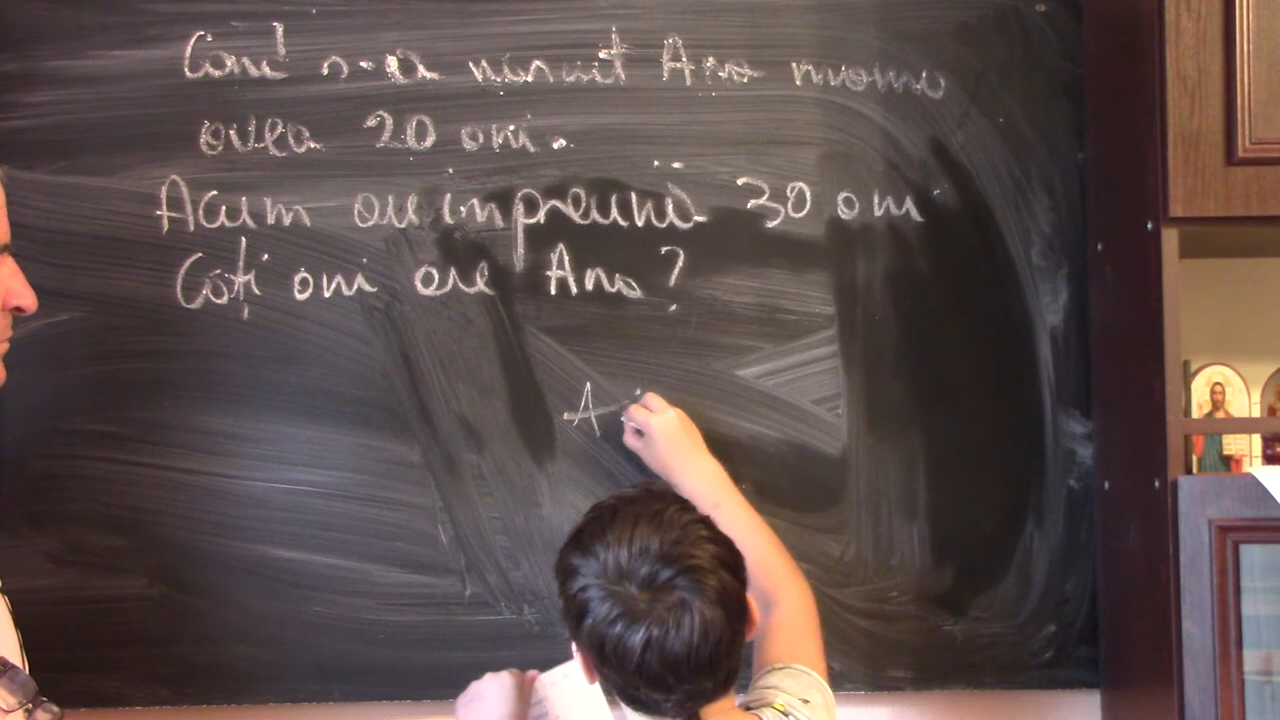 Când s-a născut Ana mama
avea 20 ani.
Acum au împreună 30 ani
Câți ani are Ana?
A